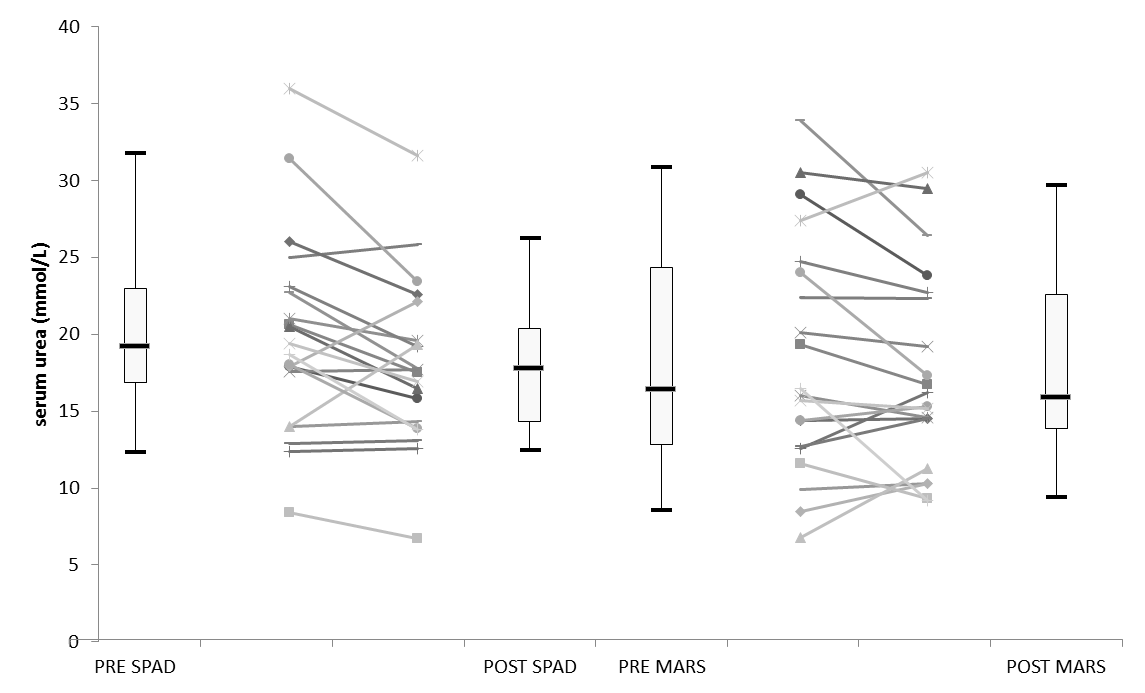 40
35
30
25
20
15
10
5
0
serum urea (mmol/L)
PRE SPAD
POST SPAD
PRE MARS
POST MARS